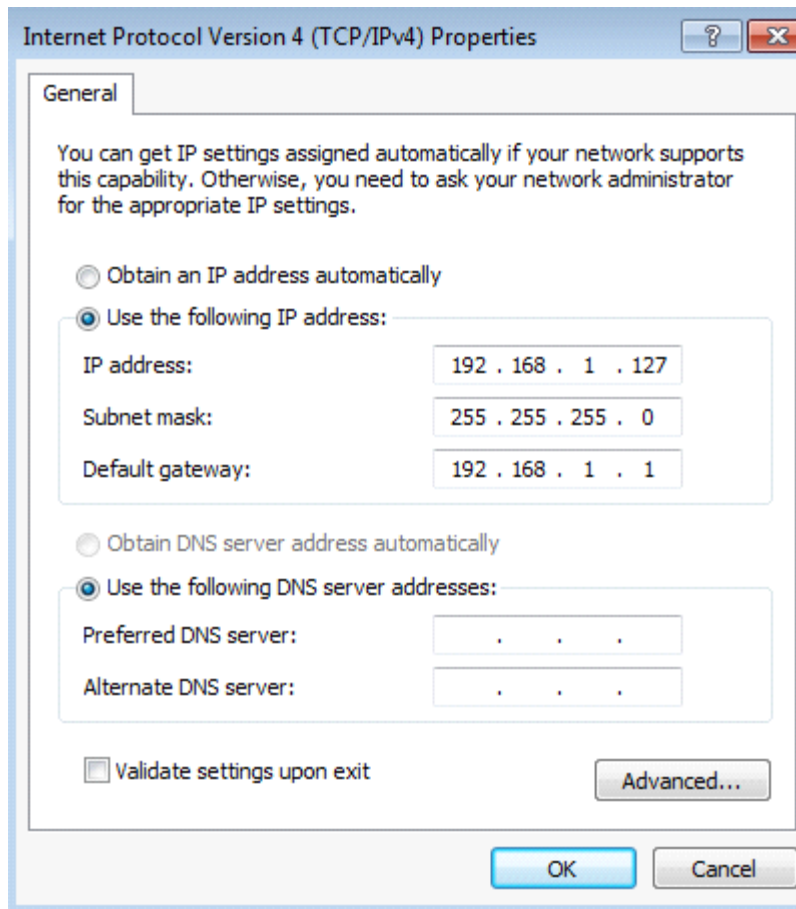 Internet Protocol Version 4 (TCP/IPv4) Properties
General
You can get IP settings assigned automatically if your network supports
this capability. Otherwise, you need to ask your network administrator
for the appropriate IP settings.
Obtain an IP address automatically
Use the following IP address:
IP address: 192 . 168 . 1 . 127
Subnet mask: 255 . 255 . 255 . 0
Default gateway: 192 . 168 . 1 . 1
Obtain DNS server address automatically
Use the following DNS server addresses:
Preferred DNS server: . . .
Alternate DNS server: . . .
Validate settings upon exit
Advanced...
OK Cancel